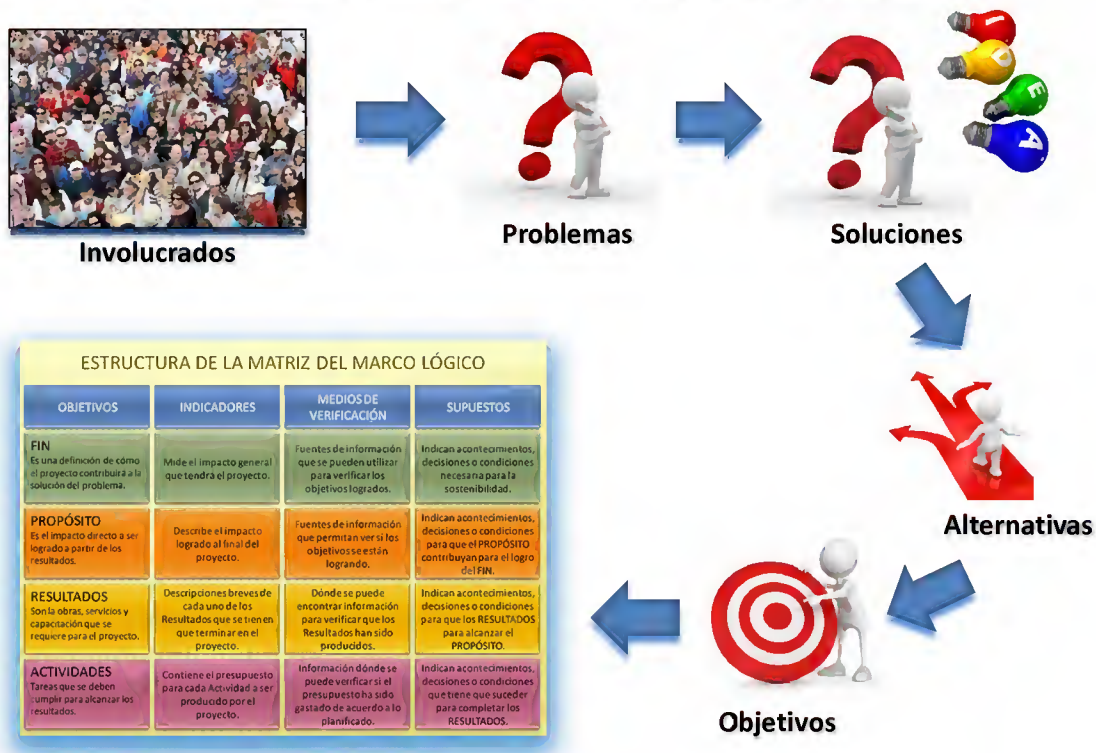 Involucrados
Problemas
Soluciones
I
D
E
A
Alternativas
Objetivos
ESTRUCTURA DE LA MATRIZ DEL MARCO LÓGICO
OBJETIVOS
INDICADORES
MEDIOS DE
VERIFICACIÓN
SUPUESTOS
FIN
Es una definición de cómo
el proyecto contribuirá a la
solución del problema.
Mide el impacto general
que tendrá el proyecto.
Fuentes de información
que se pueden utilizar
para verificar los
objetivos logrados.
Indican acontecimientos,
decisiones o condiciones
necesaria para la
sostenibilidad.
PROPÓSITO
Es el impacto directo a ser
logrado a partir de los
resultados.
Describe el impacto
logrado al final del
proyecto.
Fuentes de información
que permitan ver si los
objetivos se están
logrando.
Indican acontecimientos,
decisiones o condiciones
para que el PROPÓSITO
contribuyan para el logro
del FIN.
RESULTADOS
Son la obras, servicios y
capacitación que se
requiere para el proyecto.
Descripciones breves de
cada uno de los
Resultados que se tienen
que terminar en el
proyecto.
Dónde se puede
encontrar información
para verificar que los
Resultados han sido
producidos.
Indican acontecimientos,
decisiones o condiciones
para que los RESULTADOS
para alcanzar el
PROPÓSITO.
ACTIVIDADES
Tareas que se deben
cumplir para alcanzar los
resultados.
Contiene el presupuesto
para cada Actividad a ser
producido por el
proyecto.
Información dónde se
puede verificar si el
presupuesto ha sido
gastado de acuerdo a lo
planificado.
Indican acontecimientos,
decisiones o condiciones
que tiene que suceder
para completar los
RESULTADOS.